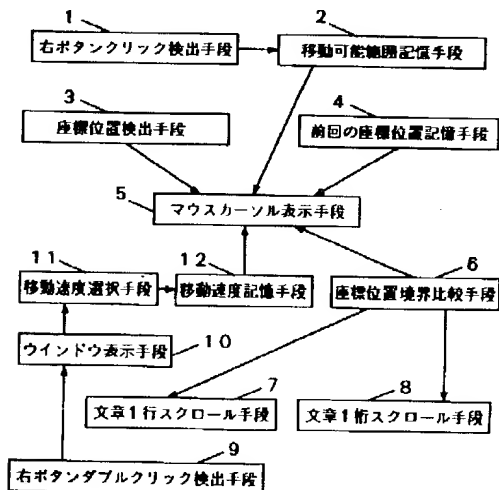 1
2
右ボタンクリック検出手段
移動可能範囲記憶手段
3
4
座標位置検出手段
前回の座標位置記憶手段
5
マウスカーソル表示手段
11
12
6
移動速度選択手段
移動速度記憶手段
座標位置境界比較手段
ウインドウ表示手段
10
7
8
文章1行スクロール手段
文章1桁スクロール手段
9
右ボタンダブルクリック検出手段